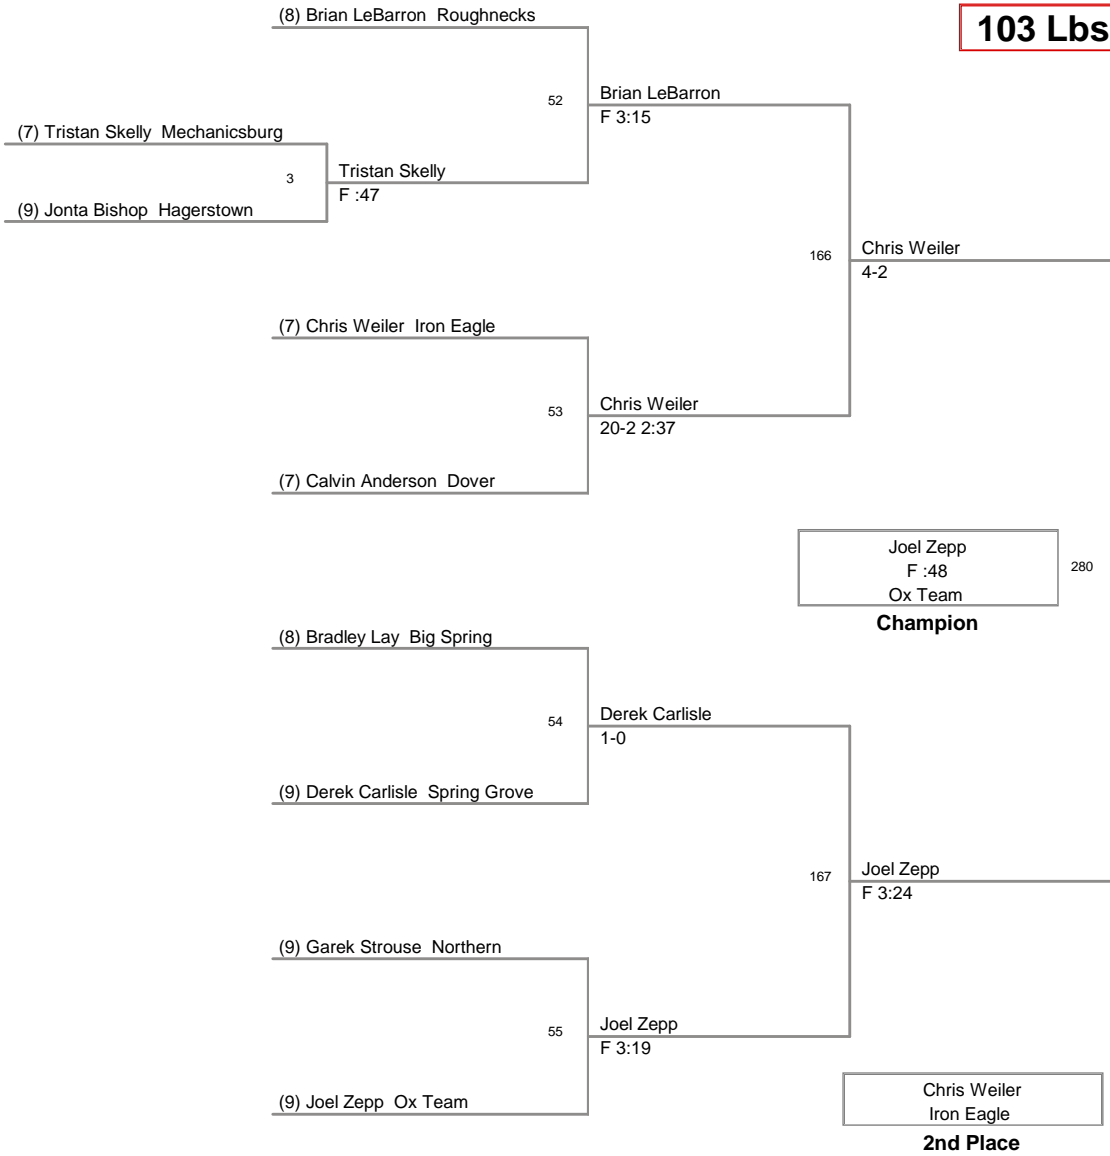 (8) Brian LeBarron Roughnecks
103 Lbs
52
Brian LeBarron
F 3:15
(7) Tristan Skelly Mechanicsburg
3
Tristan Skelly
F :47
(9) Jonta Bishop Hagerstown
166
Chris Weiler
4-2
(7) Chris Weiler Iron Eagle
53
Chris Weiler
20-2 2:37
(7) Calvin Anderson Dover
Joel Zepp
F :48
Ox Team
280
Champion
(8) Bradley Lay Big Spring
54
Derek Carlisle
1-0
(9) Derek Carlisle Spring Grove
167
Joel Zepp
F 3:24
(9) Garek Strouse Northern
55
Joel Zepp
F 3:19
(9) Joel Zepp Ox Team
Chris Weiler
Iron Eagle
2nd Place